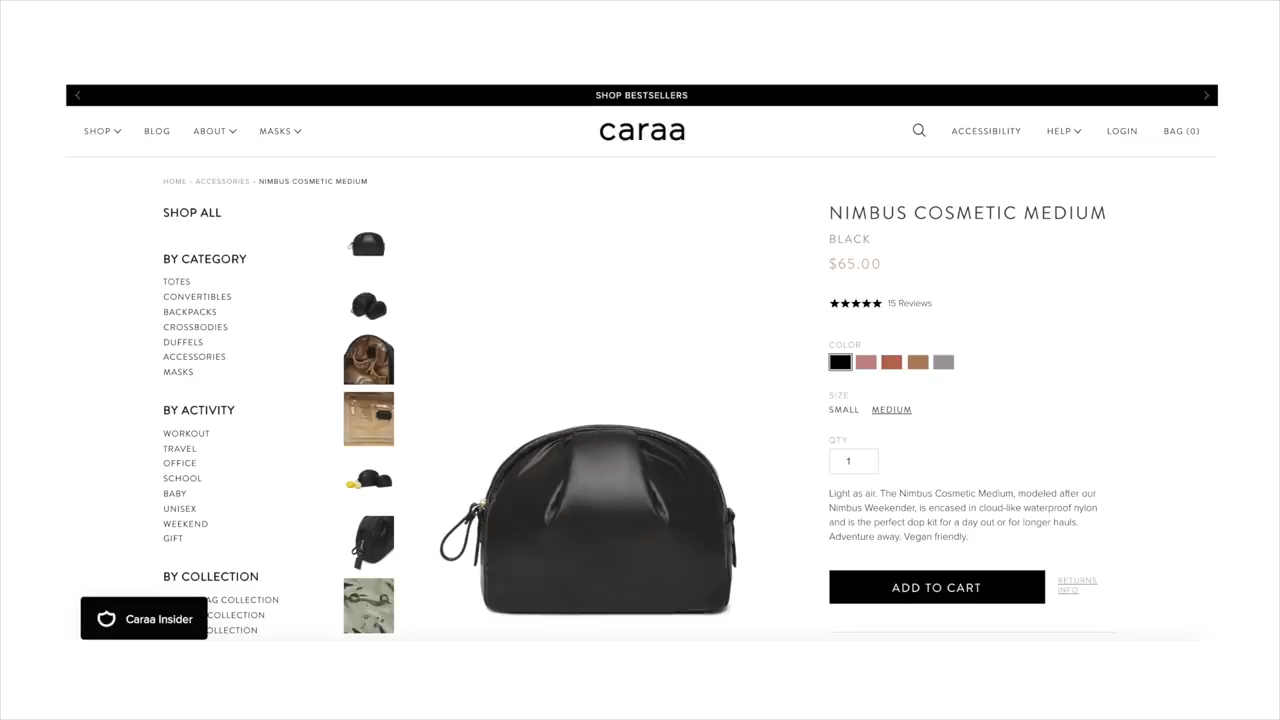 SHOP BESTSELLERS
SHOP
BLOG
ABOUT
MASKS
caraa
ACCESSIBILITY
HELP
LOGIN
BAG (0)
HOME › ACCESSORIES › NIMBUS COSMETIC MEDIUM
SHOP ALL
BY CATEGORY
TOTES
CONVERTIBLES
BACKPACKS
CROSSBODIES
DUFFELS
ACCESSORIES
MASKS
BY ACTIVITY
WORKOUT
TRAVEL
OFFICE
SCHOOL
BABY
UNISEX
WEEKEND
GIFT
BY COLLECTION
AG COLLECTION
COLLECTION
OLLECTION
Caraa Insider
NIMBUS COSMETIC MEDIUM
BLACK
$65.00
15 Reviews
COLOR
SIZE
SMALL MEDIUM
QTY
1
Light as air. The Nimbus Cosmetic Medium, modeled after our
Nimbus Weekender, is encased in cloud-like waterproof nylon
and is the perfect dop kit for a day out or for longer hauls.
Adventure away. Vegan friendly.
ADD TO CART
RETURNS
INFO